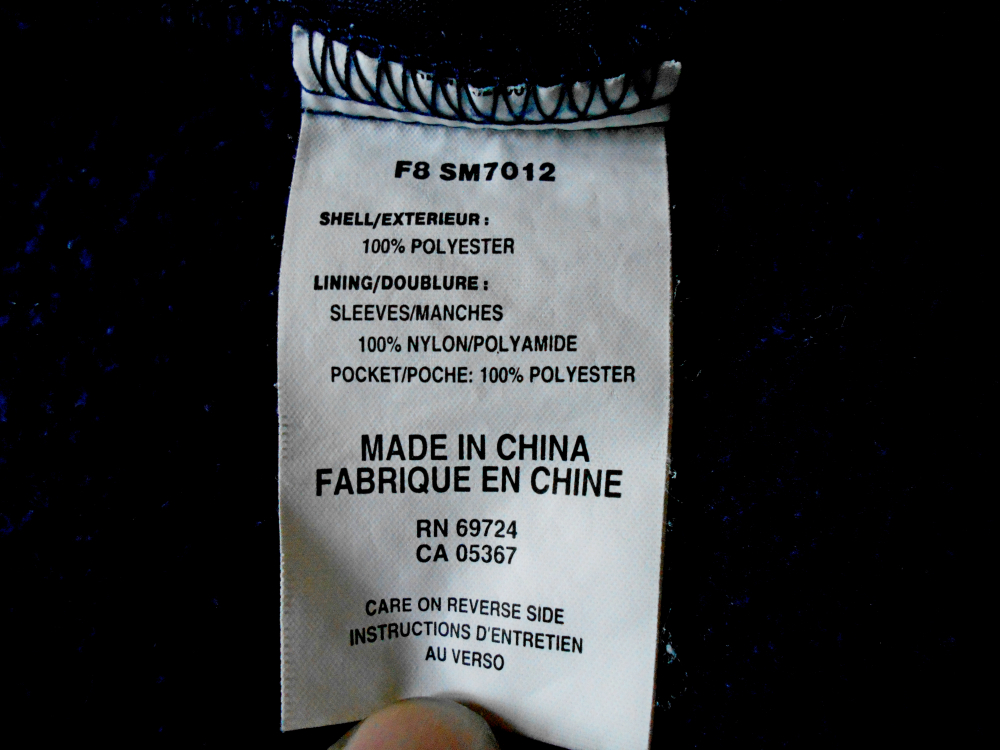 F8 SM7012
SHELL/EXTERIEUR :
100% POLYESTER
LINING/DOUBLURE :
SLEEVES/MANCHES
100% NYLON/POLYAMIDE
POCKET/POCHE: 100% POLYESTER
MADE IN CHINA
FABRIQUE EN CHINE
RN 69724
CA 05367
CARE ON REVERSE SIDE
INSTRUCTIONS D'ENTRETIEN
AU VERSO